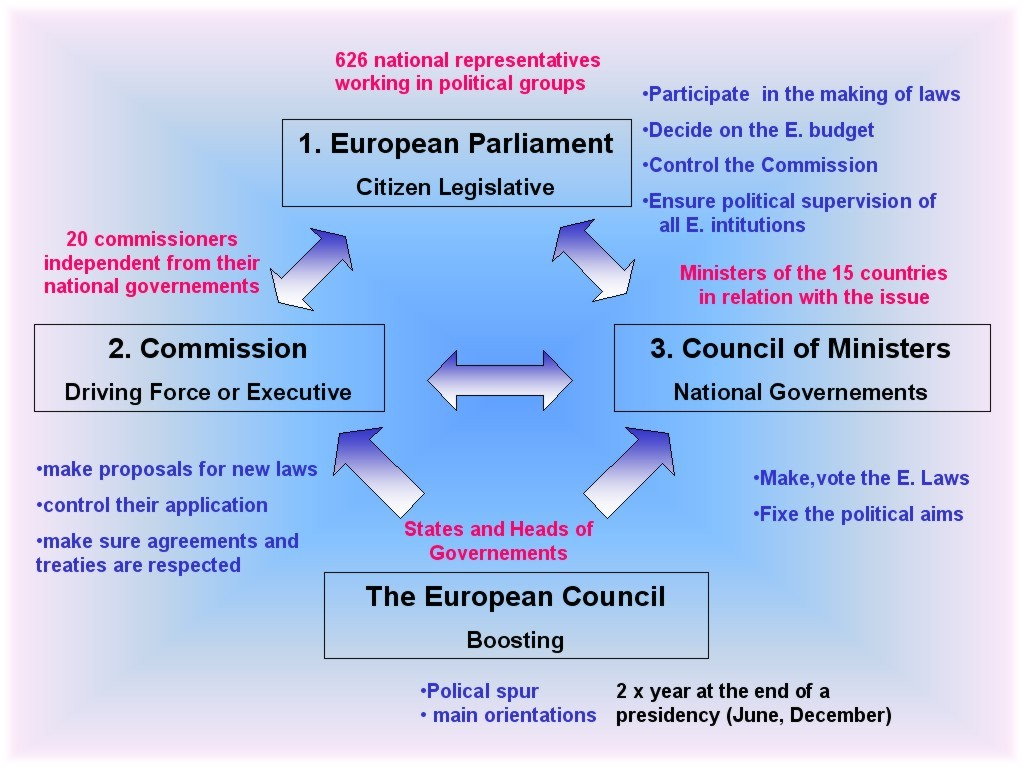 626 national representatives
working in political groups
1. European Parliament
Citizen Legislative
•Participate  in the making of laws
•Decide on the E. budget
•Control the Commission
•Ensure political supervision of
all E. intitutions
20 commissioners
independent from their
national governements
Ministers of the 15 countries
in relation with the issue
2. Commission
Driving Force or Executive
3. Council of Ministers
National Governements
•make proposals for new laws
•control their application
•make sure agreements and
treaties are respected
•Make,vote the E. Laws
•Fixe the political aims
States and Heads of
Governements
The European Council
Boosting
•Polical spur
• main orientations
2 x year at the end of a
presidency (June, December)